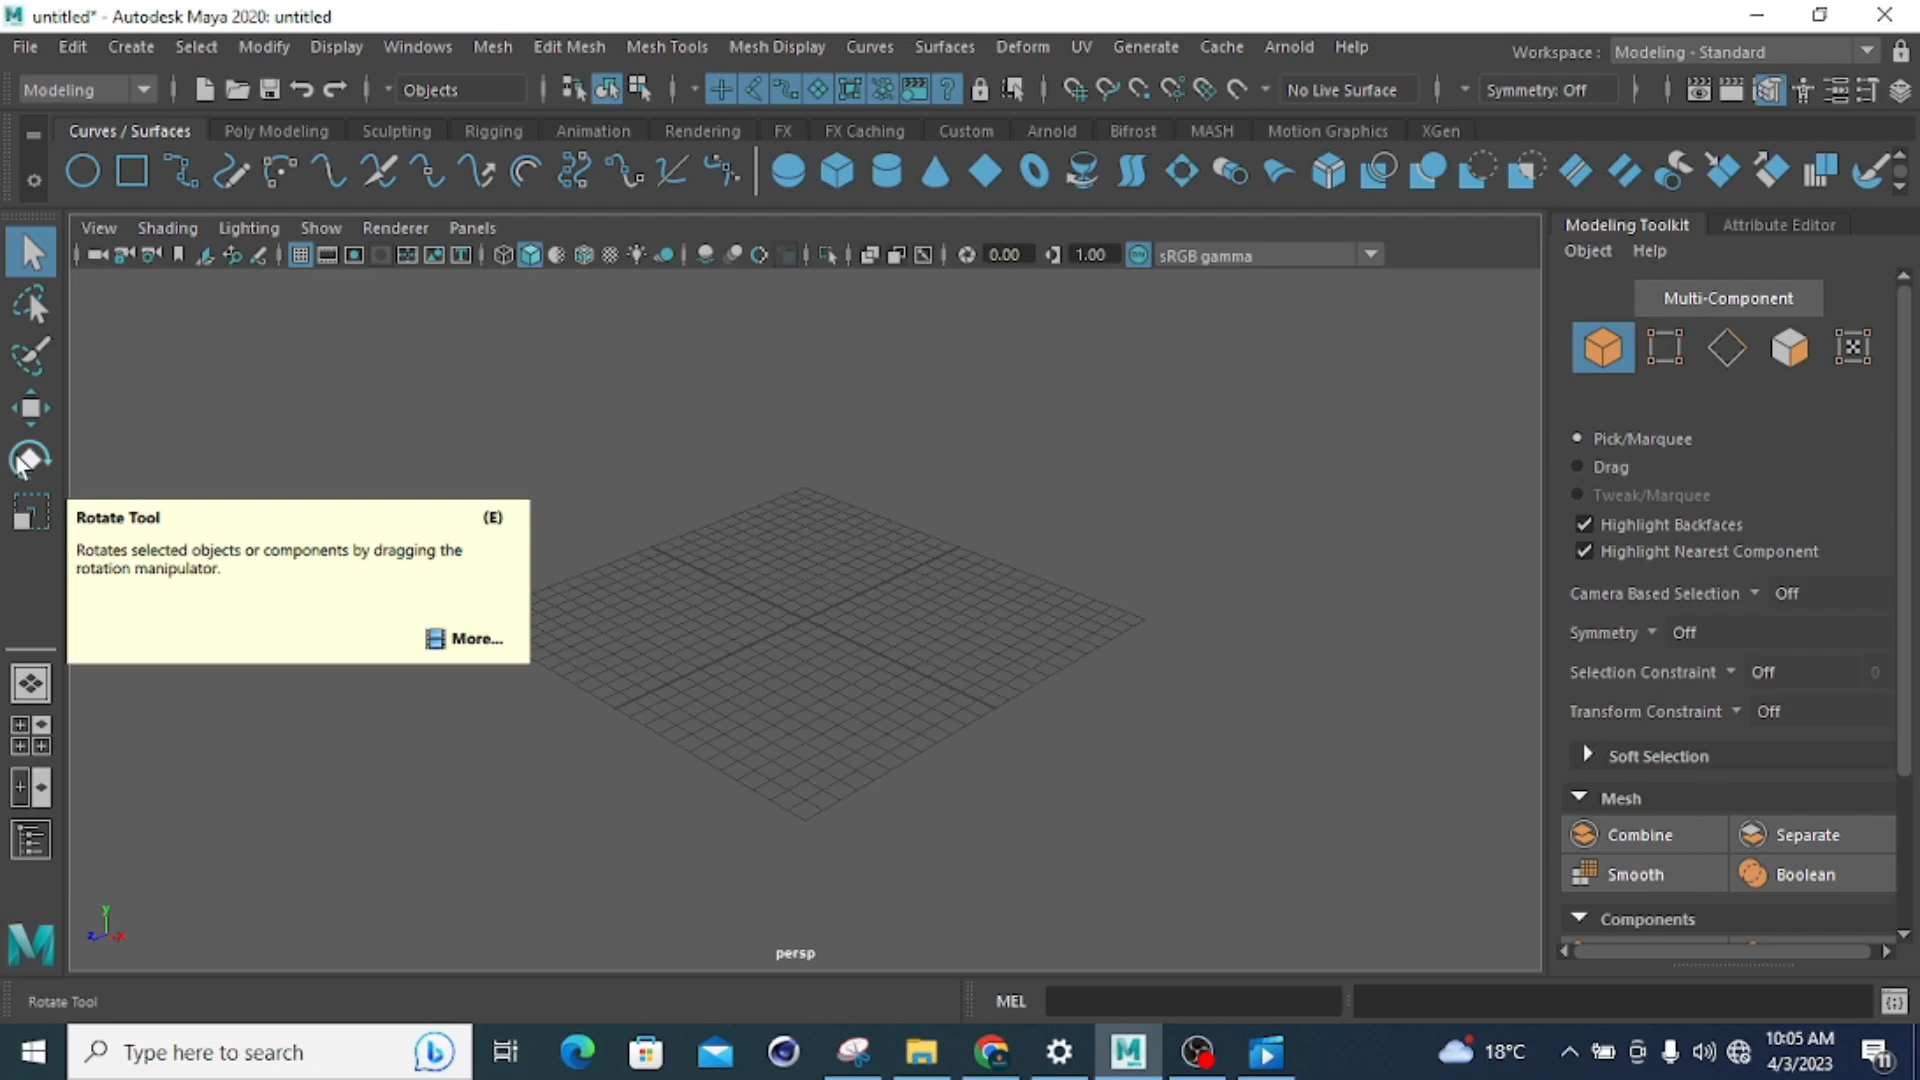 untitled* - Autodesk Maya 2020: untitled
File Edit Create Select Modify Display Windows Mesh Edit Mesh Mesh Tools Mesh Display Curves Surfaces Deform UV Generate Cache Arnold Help
Workspace : Modeling - Standard
Modeling Objects No Live Surface Symmetry: Off
Curves / Surfaces Poly Modeling Sculpting Rigging Animation Rendering FX FX Caching Custom Arnold Bifrost MASH Motion Graphics XGen
View Shading Lighting Show Renderer Panels
0.00 1.00 ON sRGB gamma
Modeling Toolkit Attribute Editor
Object Help
Multi-Component
Pick/Marquee
Drag
Tweak/Marquee
Highlight Backfaces
Highlight Nearest Component
Camera Based Selection Off
Symmetry Off
Selection Constraint Off 0
Transform Constraint Off
Soft Selection
Mesh
Combine Separate
Smooth Boolean
Components
Rotate Tool (E)
Rotates selected objects or components by dragging the
rotation manipulator.
More...
y
z x
persp
Rotate Tool
MEL
Type here to search
18°C
10:05 AM
4/3/2023
11